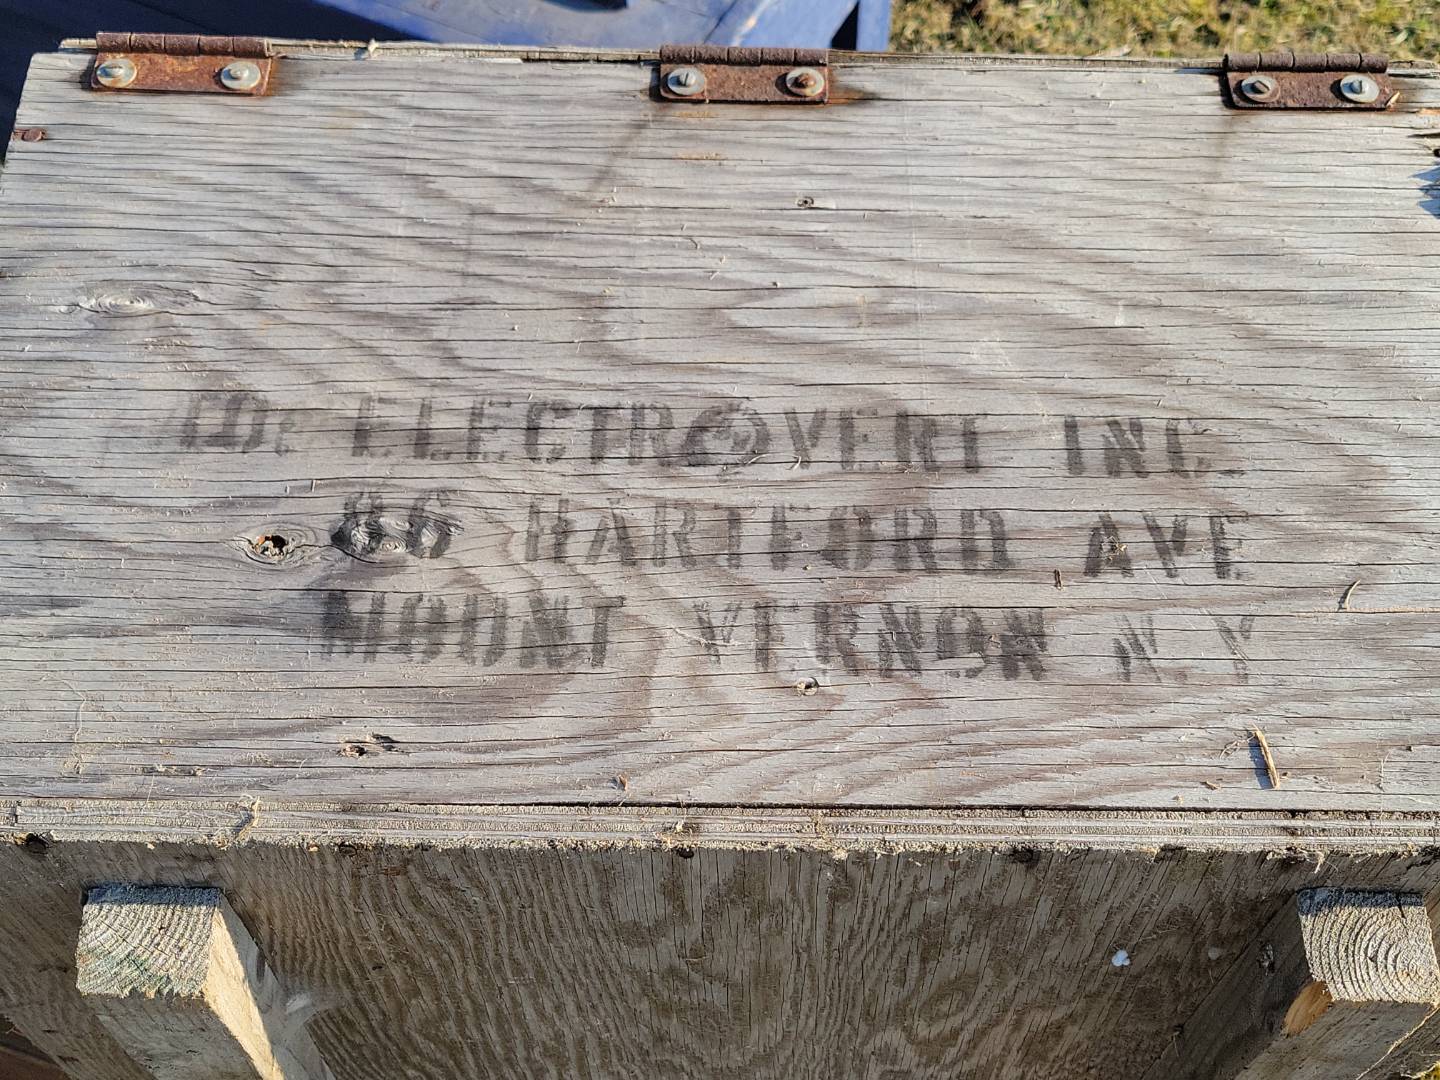 TO: ELECTROVERT INC.
86 HARTFORD AVE
MOUNT VERNON N.Y